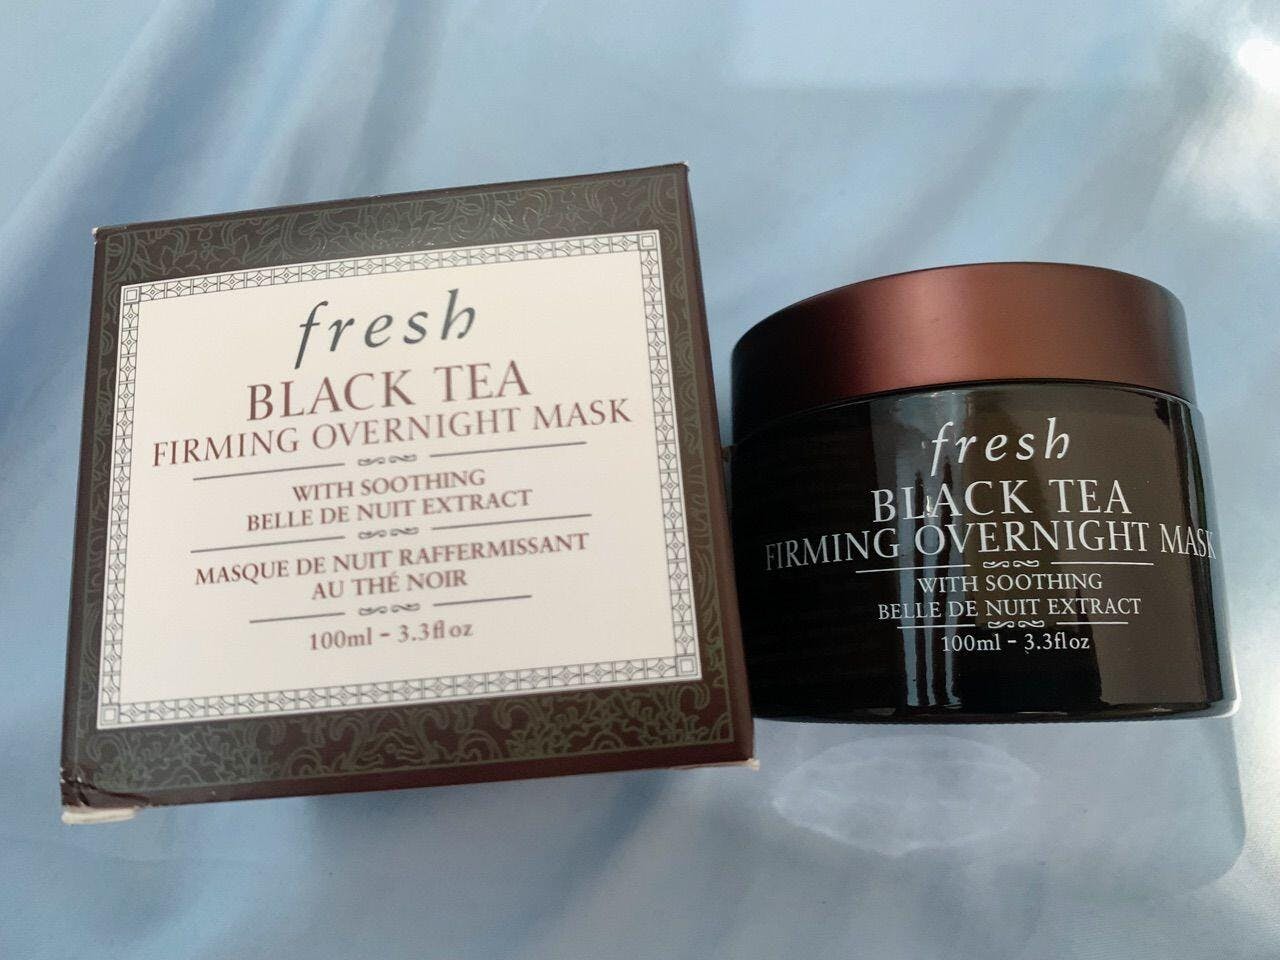 fresh
BLACK TEA
FIRMING OVERNIGHT MASK
WITH SOOTHING
BELLE DE NUIT EXTRACT
MASQUE DE NUIT RAFFERMISSANT
AU THÉ NOIR
100ml - 3.3fl oz
fresh
BLACK TEA
FIRMING OVERNIGHT MASK
WITH SOOTHING
BELLE DE NUIT EXTRACT
100ml - 3.3fl oz